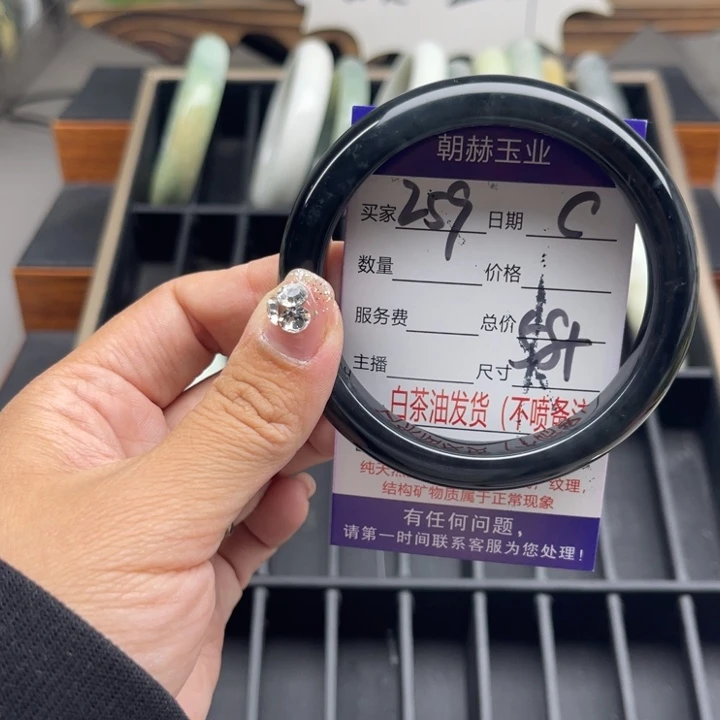 朝赫玉业
买家 259 日期 C
数量 价格
服务费 总价
主播 尺寸
白茶油发货（不喷备注
纹理，
结构矿物质属于正常现象
有任何问题，
请第一时间联系客服为您处理！